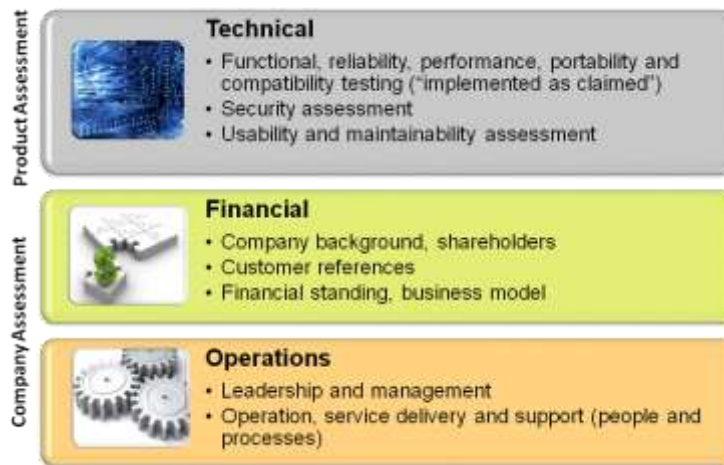 Product Assessment
Technical
• Functional, reliability, performance, portability and
compatibility testing (“implemented as claimed”)
• Security assessment
• Usability and maintainability assessment
Company Assessment
Financial
• Company background, shareholders
• Customer references
• Financial standing, business model
Operations
• Leadership and management
• Operation, service delivery and support (people and
processes)